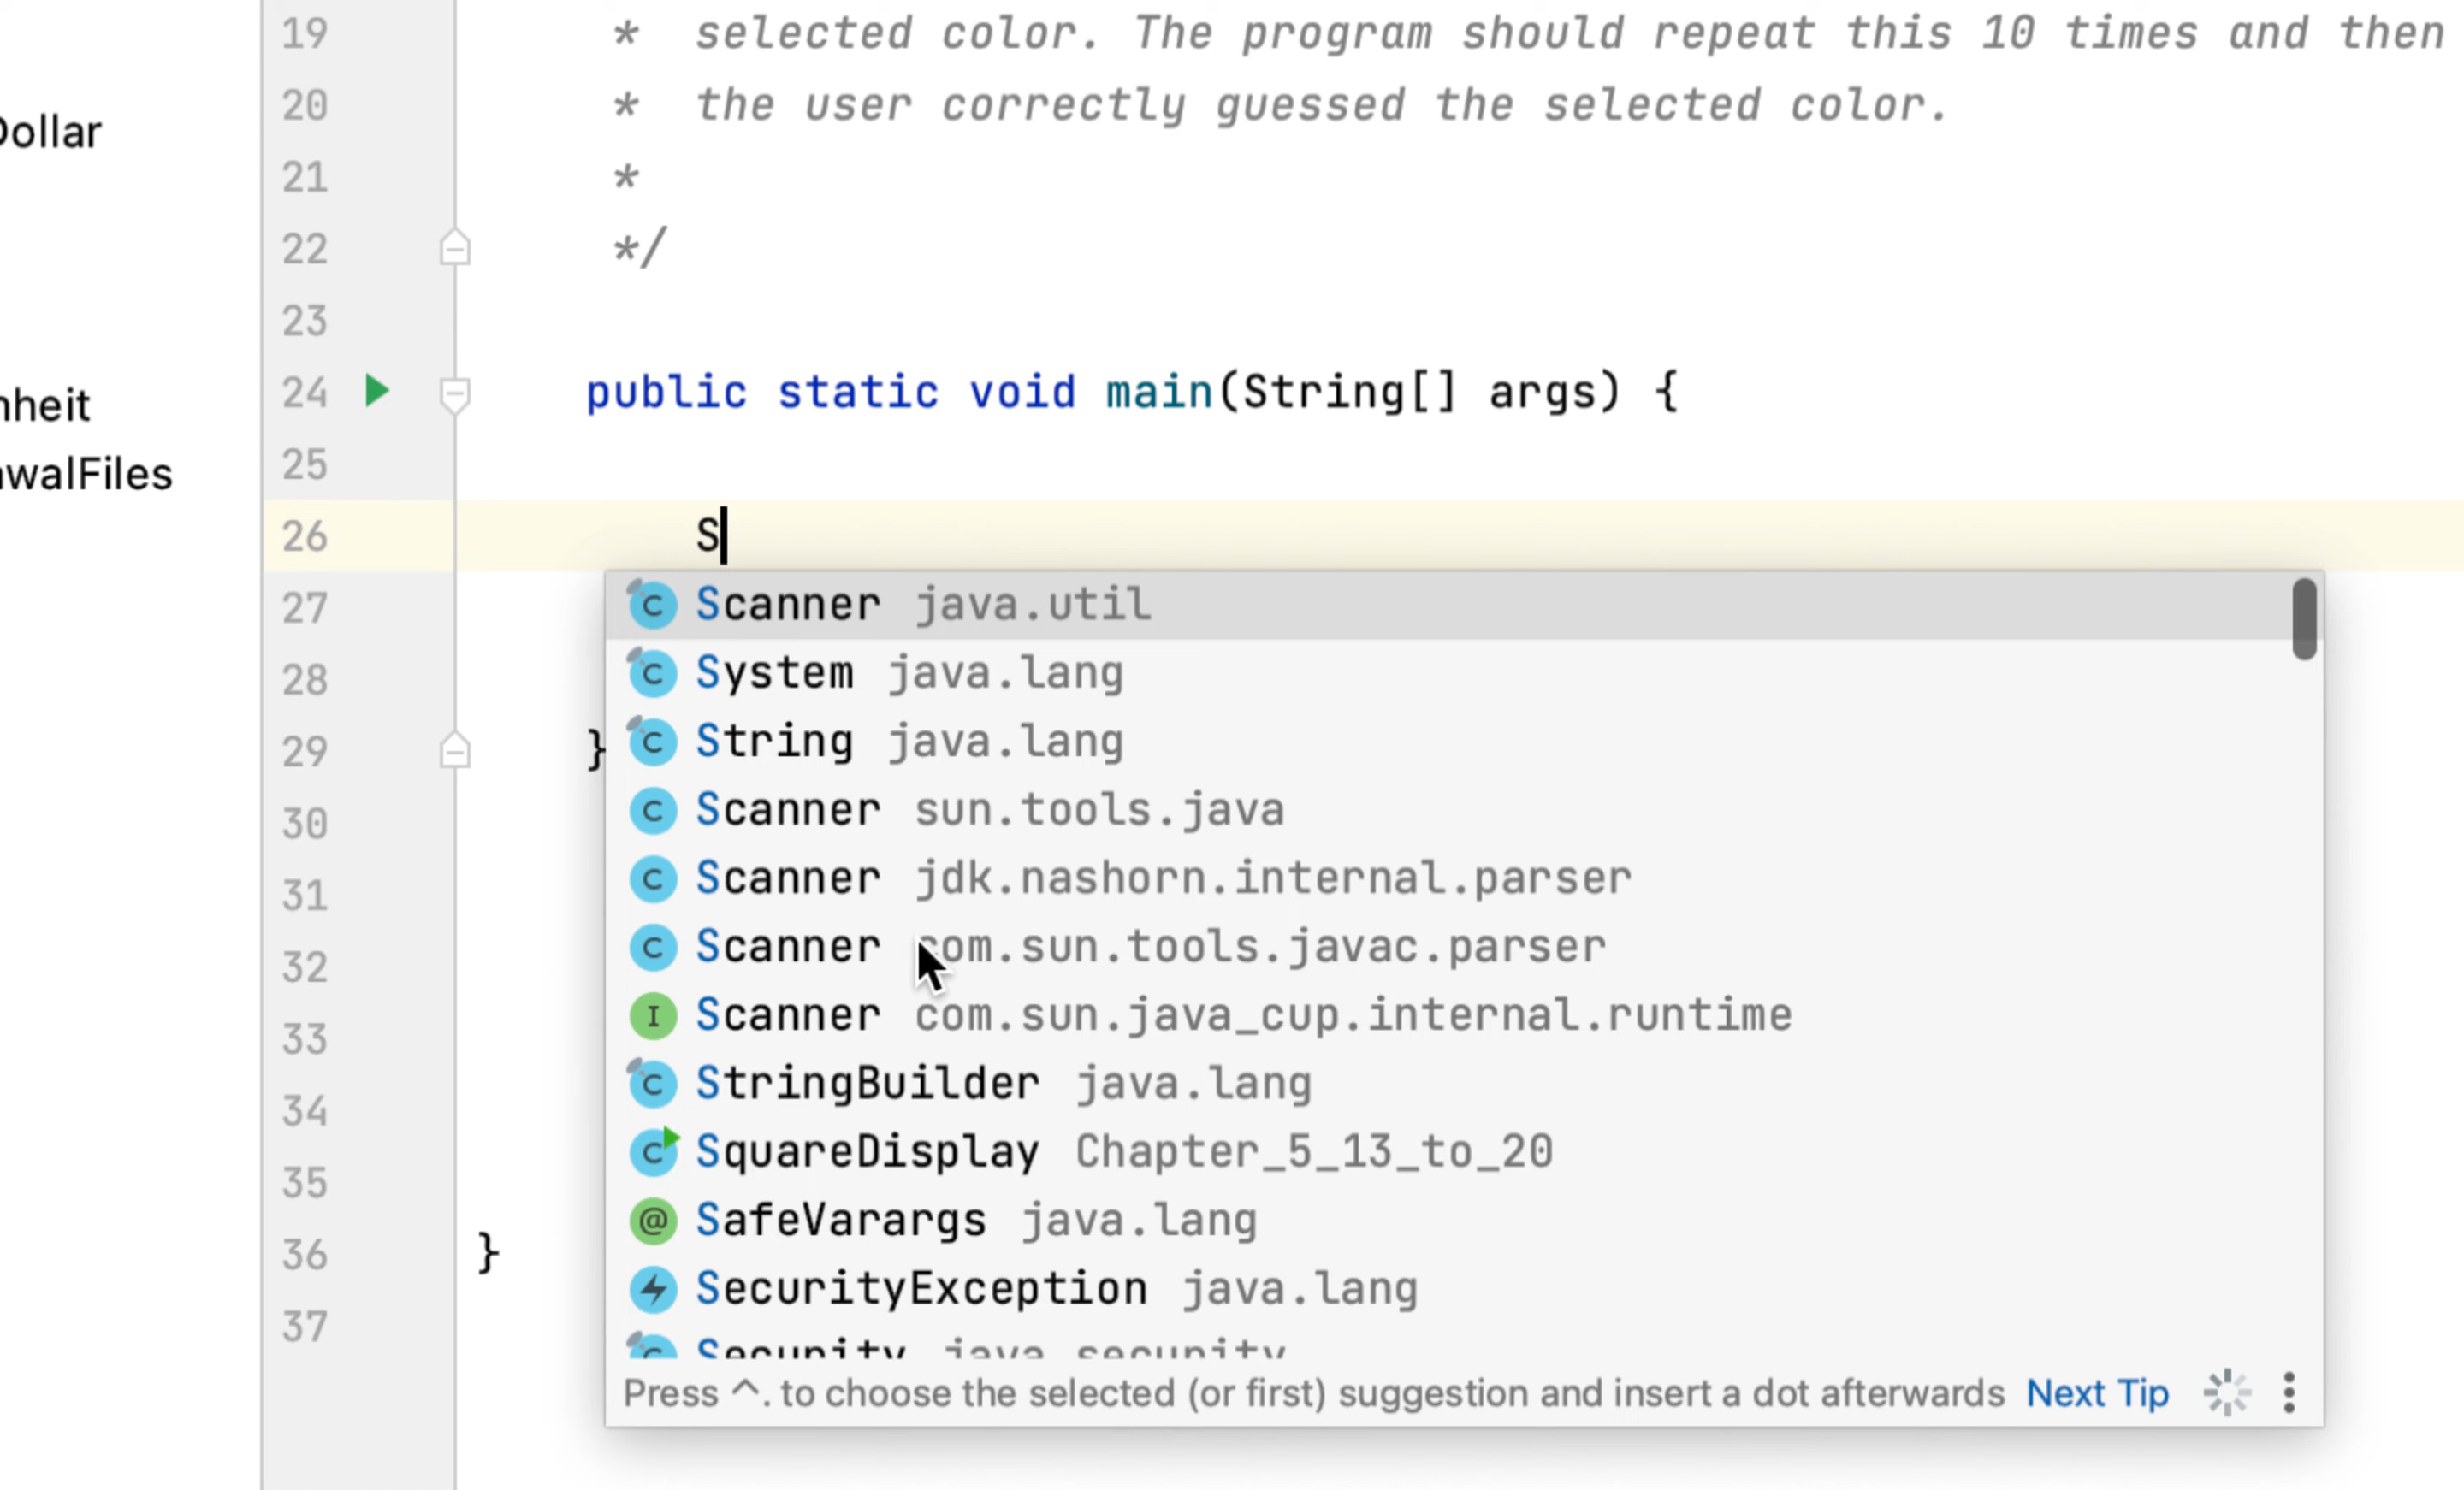 19 * selected color. The program should repeat this 10 times and then
20 * the user correctly guessed the selected color.
Dollar
21 *
22 */
23
24 public static void main(String[] args) {
nheit
25
walFiles
26 S
Scanner java.util
27
System java.lang
28
String java.lang
29 }
Scanner sun.tools.java
30
Scanner jdk.nashorn.internal.parser
31
Scanner com.sun.tools.javac.parser
32
Scanner com.sun.java_cup.internal.runtime
33
StringBuilder java.lang
34
SquareDisplay Chapter_5_13_to_20
35
SafeVarargs java.lang
36 }
SecurityException java.lang
37
Security java.security
Press ^. to choose the selected (or first) suggestion and insert a dot afterwards Next Tip